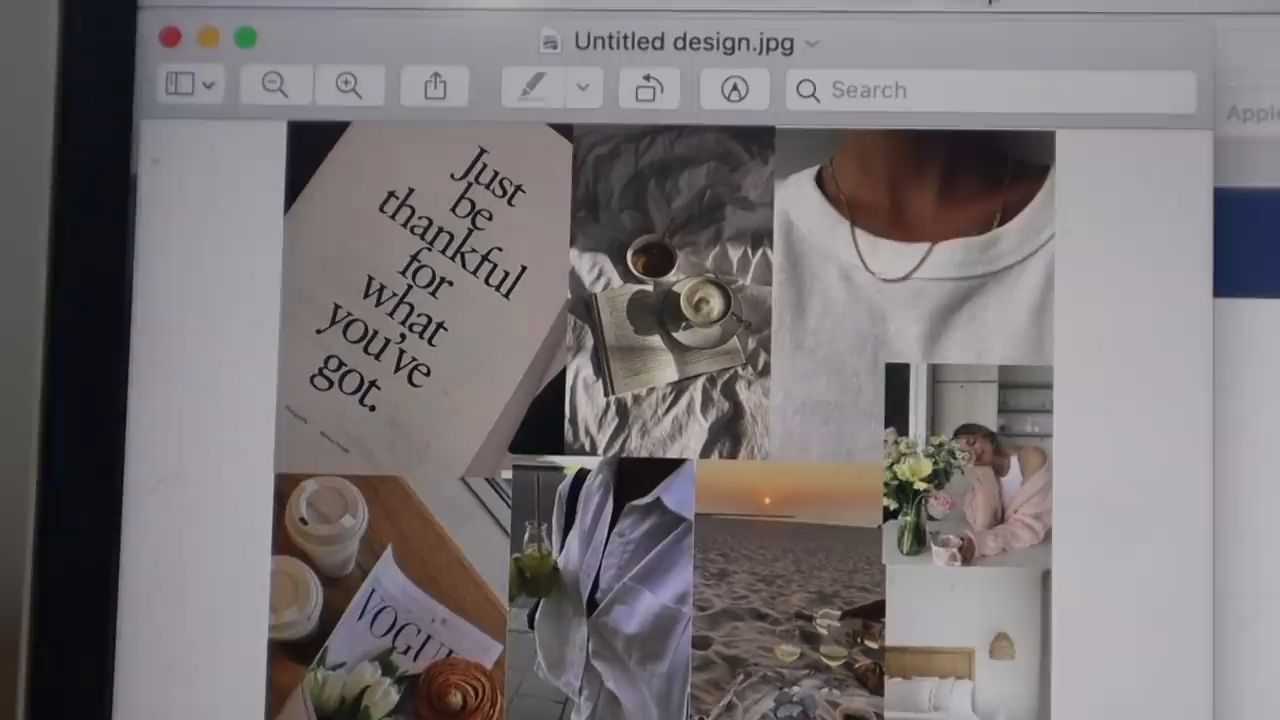 Untitled design.jpg
Search
Just
be
thankful
for
what
you've
got.
VOGUE